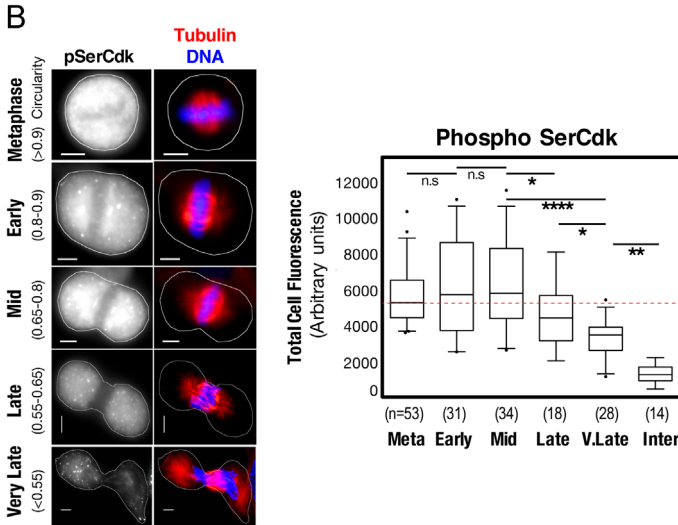 B
pSerCdk
Tubulin
DNA
Metaphase
(>0.9) Circularity
Early
(0.8-0.9)
Mid
(0.65-0.8)
Late
(0.55-0.65)
Very Late
(<0.55)
Phospho SerCdk
Total Cell Fluorescence
(Arbitrary units)
12000
10000
8000
6000
4000
2000
0
n.s
n.s
*
****
*
**
(n=53) (31) (34) (18) (28) (14)
Meta Early Mid Late V.Late Inter